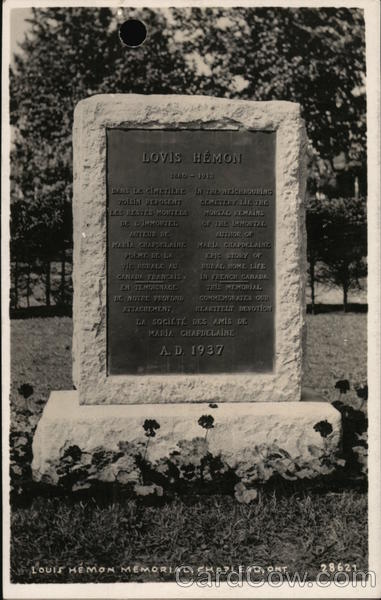 LOVIS HÉMON
1880 - 1913
DANS LE CIMETIÈRE
VOISIN REPOSENT
LES RESTES MORTELS
DE L'IMMORTEL
AUTEUR DE
MARIA CHAPDELAINE
POÈME DE LA
VIE RURALE AU
CANADA FRANÇAIS,
EN TÉMOIGNAGE
DE NOTRE PROFOND
ATTACHEMENT
IN THE NEIGHBOURING
CEMETERY LIE THE
MORTAL REMAINS
OF THE IMMORTAL
AUTHOR OF
MARIA CHAPDELAINE
EPIC STORY OF
RURAL HOME LIFE
IN FRENCH CANADA
THIS MEMORIAL
COMMEMORATES OUR
HEARTFELT DEVOTION
LA SOCIÉTÉ DES AMIS DE
MARIA CHAPDELAINE
A.D. 1937
LOUIS HÉMON MEMORIAL, CHAPLEAU, ONT. 28621
CardCow.com